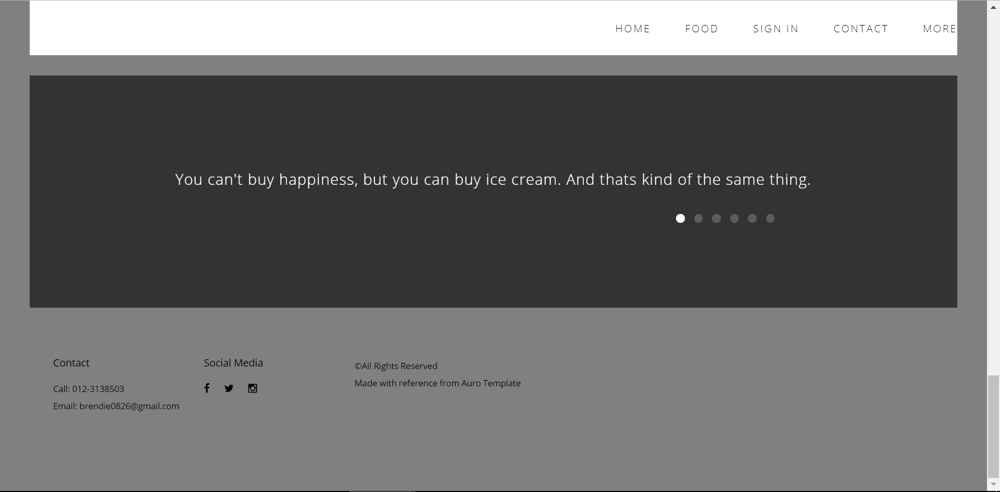 HOME FOOD SIGN IN CONTACT MORE
You can't buy happiness, but you can buy ice cream. And thats kind of the same thing.
Contact
Call: 012-3138503
Email: brendie0826@gmail.com
Social Media
©All Rights Reserved
Made with reference from Auro Template